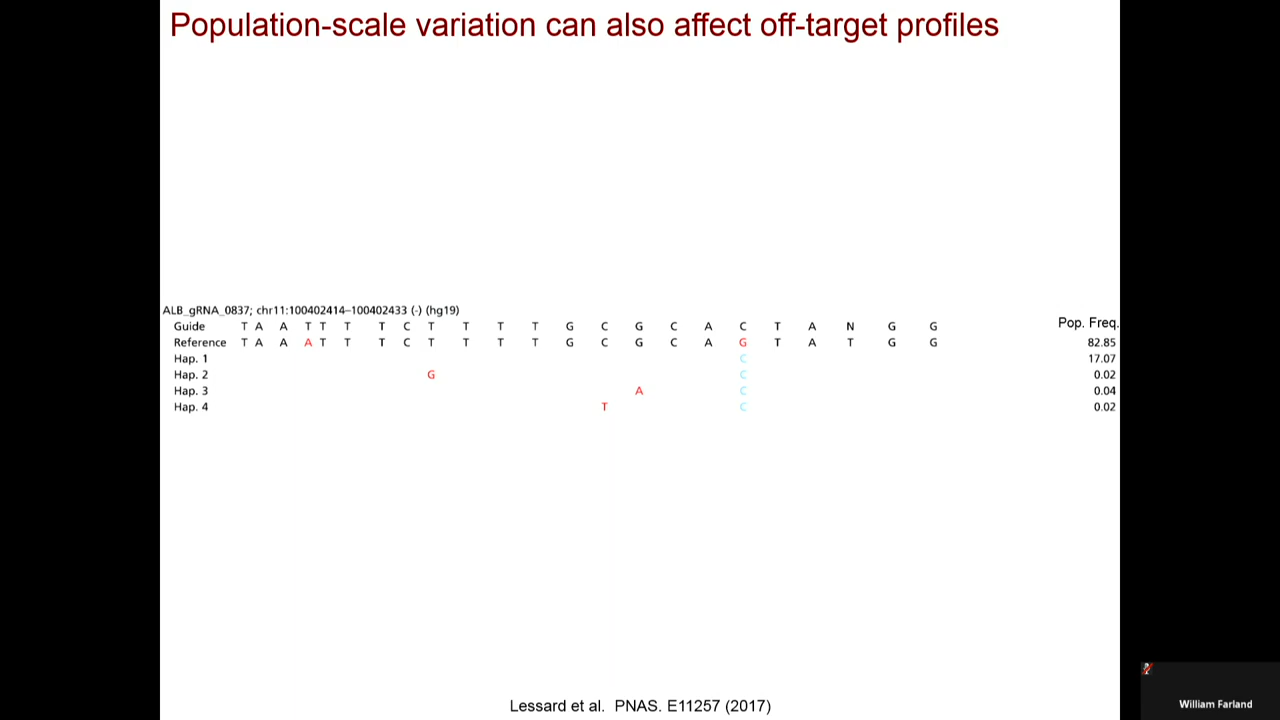 Population-scale variation can also affect off-target profiles
ALB_gRNA_0837; chr11:100402414–100402433 (-) (hg19)
Pop. Freq.
Guide T A A T T T T C T T T T G C G C A C T A N G G
Reference T A A A T T T C T T T T G C G C A G T A T G G 82.85
Hap. 1 C 17.07
Hap. 2 G C 0.02
Hap. 3 A C 0.04
Hap. 4 T C 0.02
Lessard et al. PNAS. E11257 (2017)
William Farland